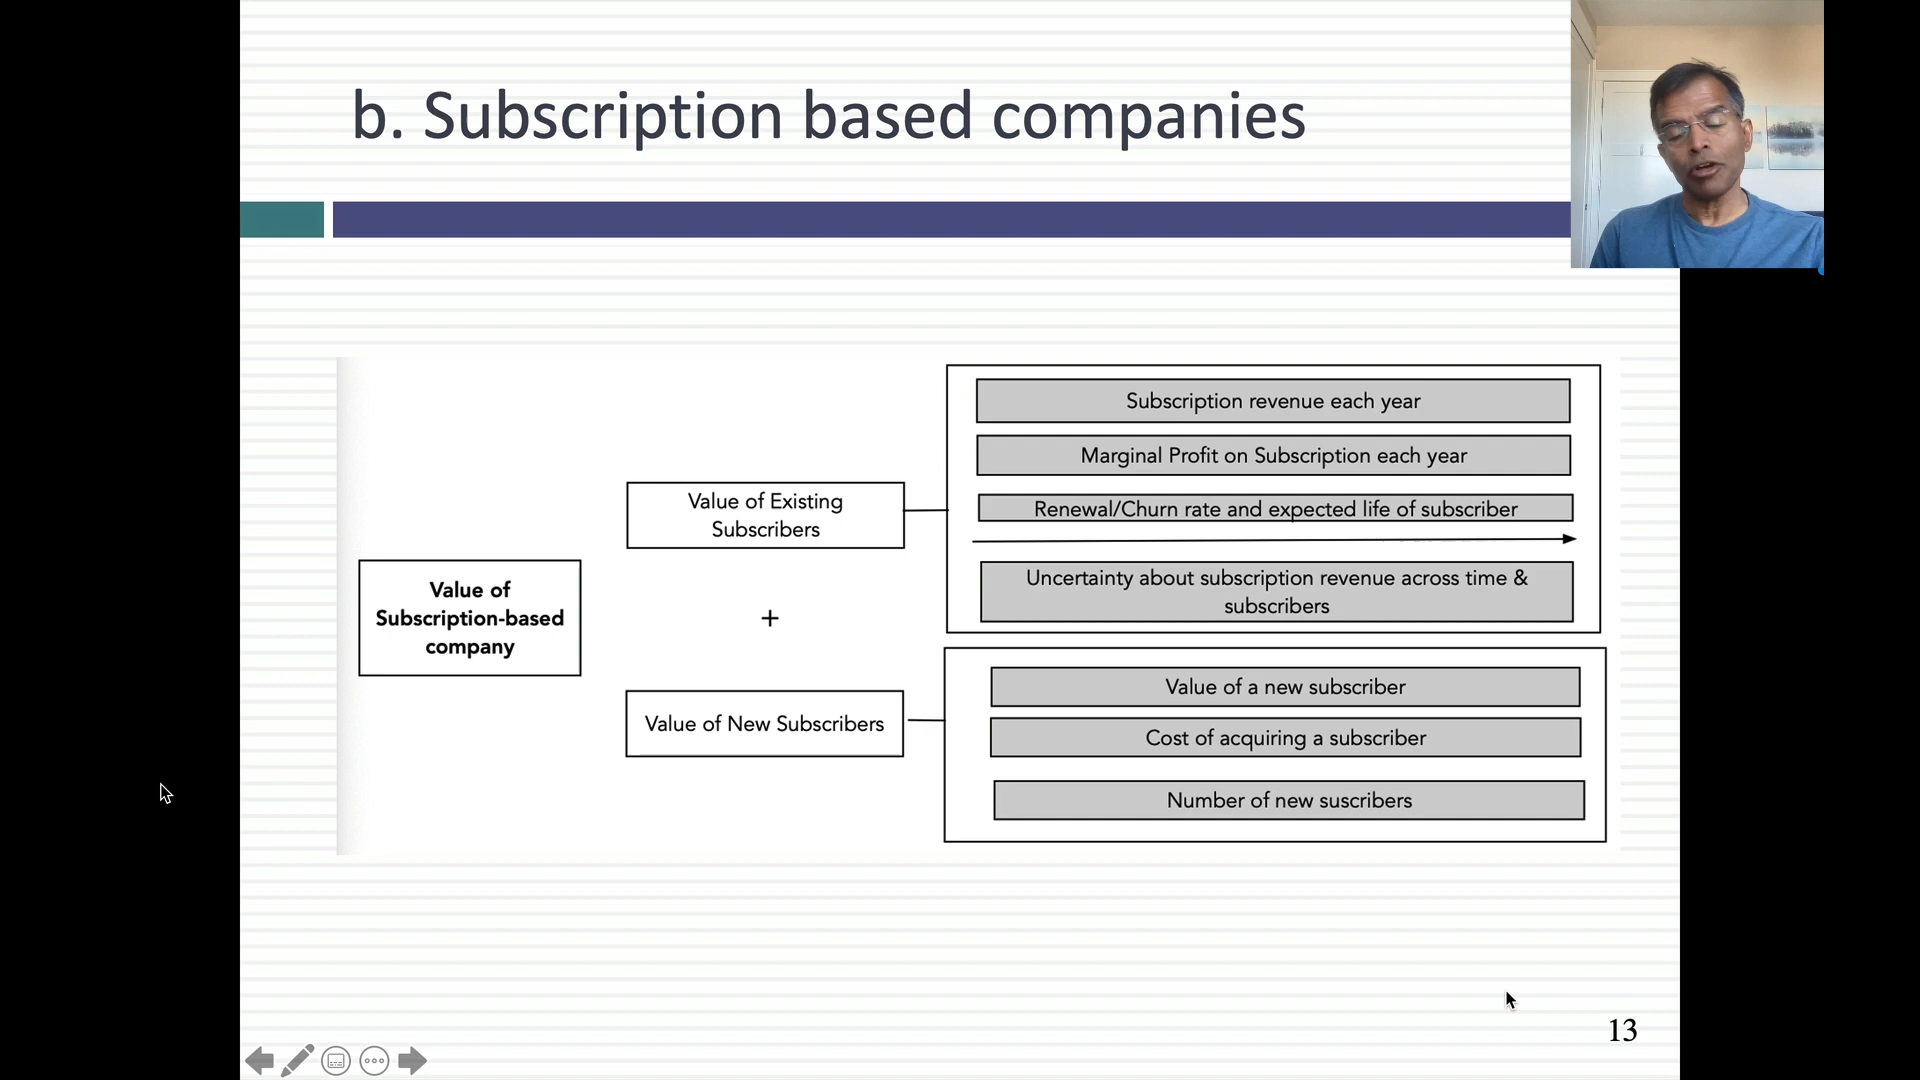 b. Subscription based companies
Subscription revenue each year
Marginal Profit on Subscription each year
Value of Existing
Subscribers
Renewal/Churn rate and expected life of subscriber
Uncertainty about subscription revenue across time &
subscribers
Value of
Subscription-based
company
+
Value of New Subscribers
Value of a new subscriber
Cost of acquiring a subscriber
Number of new suscribers
13